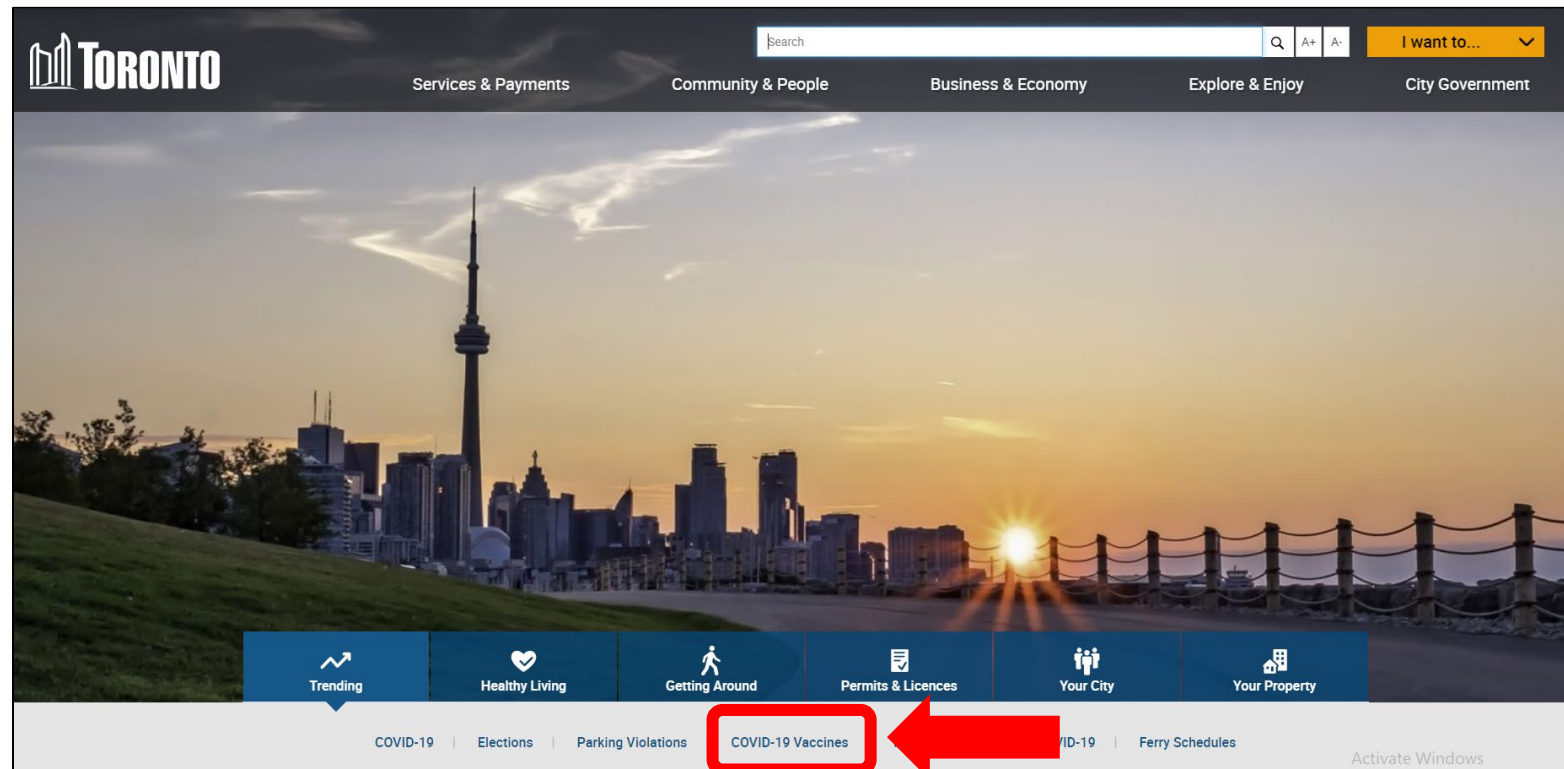 TORONTO
Search
A+ A-
I want to...
Services & Payments Community & People Business & Economy Explore & Enjoy City Government
Trending Healthy Living Getting Around Permits & Licences Your City Your Property
COVID-19 | Elections | Parking Violations COVID-19 Vaccines | Ferry Schedules
Activate Windows